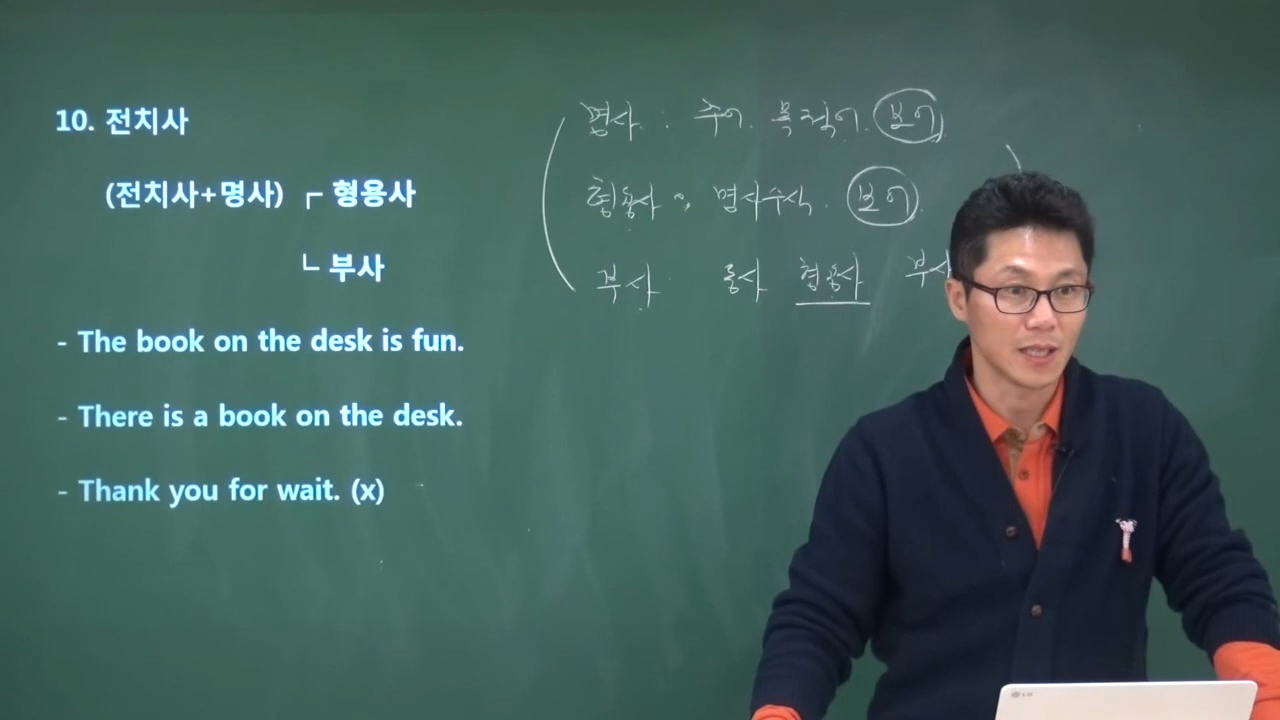 10. 전치사
(전치사+명사) ┌ 형용사
└ 부사
- The book on the desk is fun.
- There is a book on the desk.
- Thank you for wait. (x)
명사 : 주어. 목적어. 보어
형용사 : 명사수식. 보어
부사 동사 형용사 부사
LG